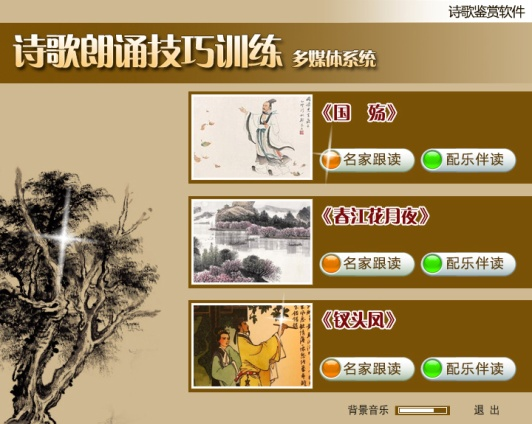 诗歌鉴赏软件
诗歌朗诵技巧训练 多媒体系统
《国 殇》
名家跟读 配乐伴读
《春江花月夜》
名家跟读 配乐伴读
《钗头凤》
名家跟读 配乐伴读
背景音乐 退 出